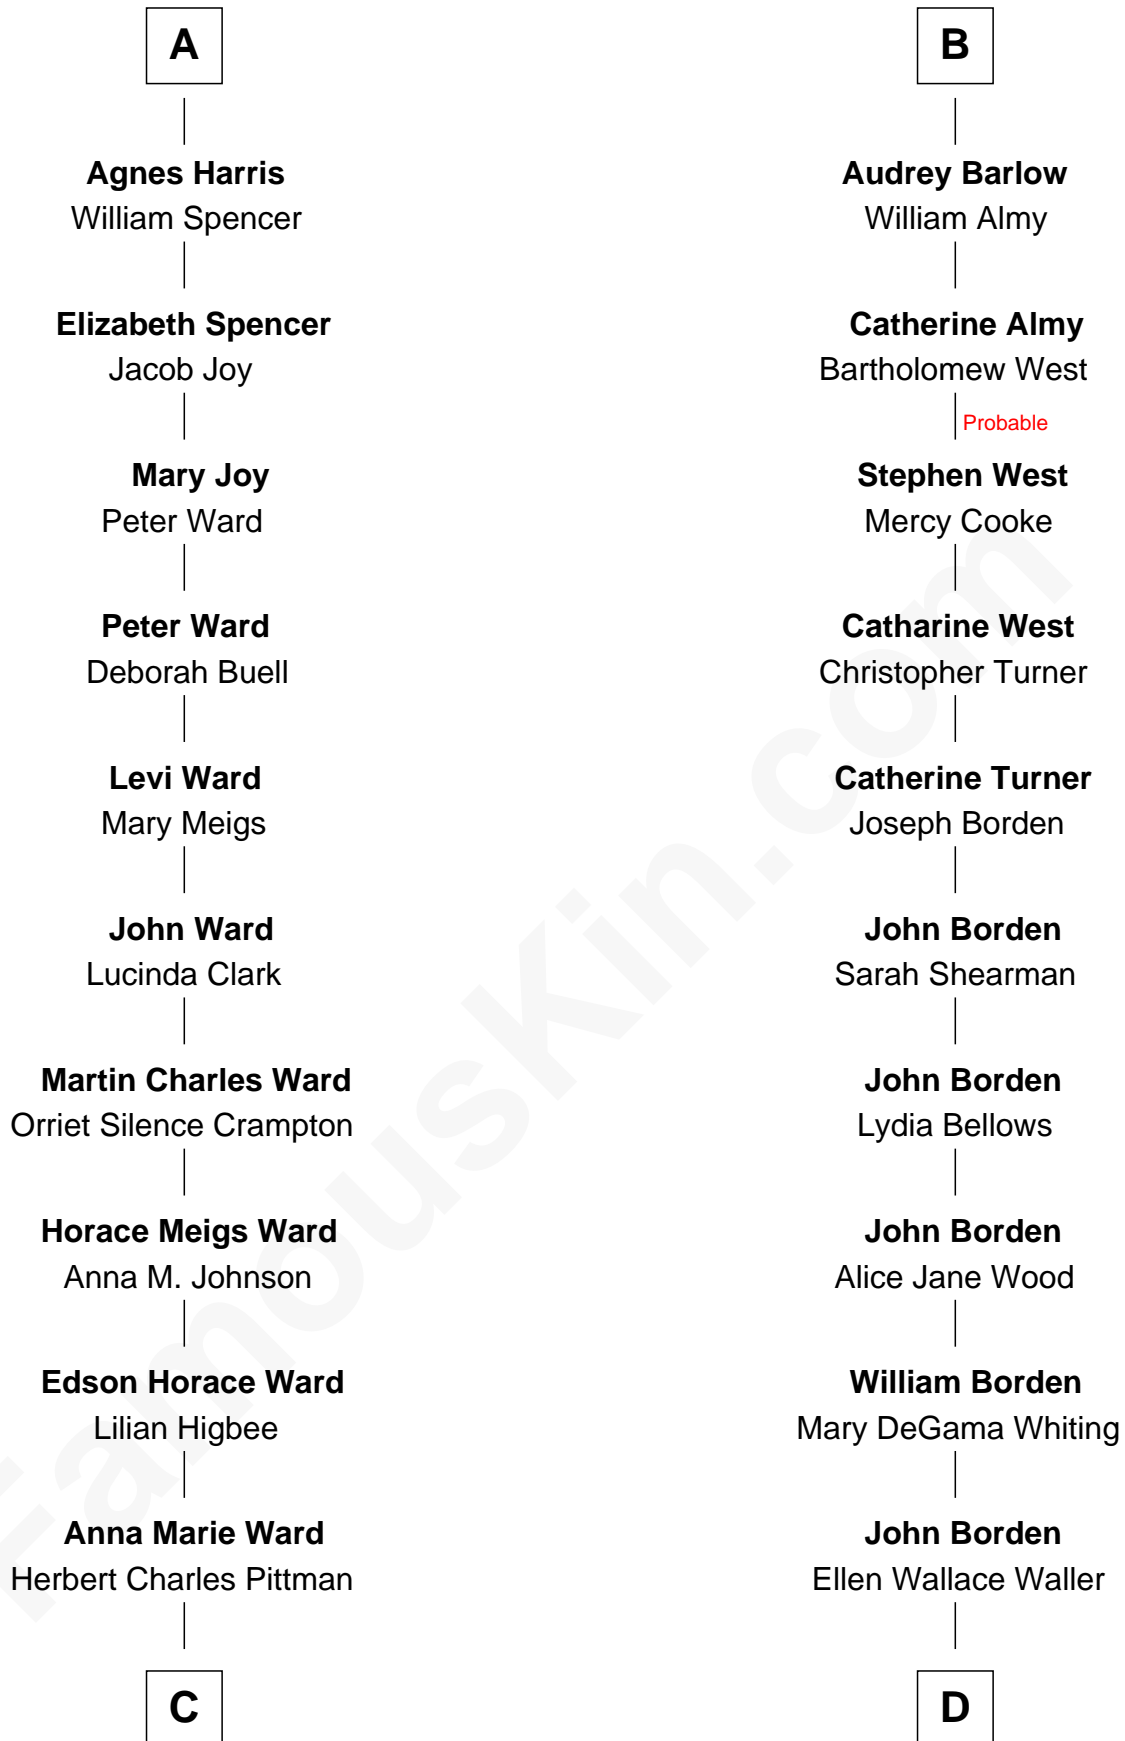 A
Agnes Harris
William Spencer
Elizabeth Spencer
Jacob Joy
Mary Joy
Peter Ward
Peter Ward
Deborah Buell
Levi Ward
Mary Meigs
John Ward
Lucinda Clark
Martin Charles Ward
Orriet Silence Crampton
Horace Meigs Ward
Anna M. Johnson
Edson Horace Ward
Lilian Higbee
Anna Marie Ward
Herbert Charles Pittman
C
B
Audrey Barlow
William Almy
Catherine Almy
Bartholomew West
Probable
Stephen West
Mercy Cooke
Catharine West
Christopher Turner
Catherine Turner
Joseph Borden
John Borden
Sarah Shearman
John Borden
Lydia Bellows
John Borden
Alice Jane Wood
William Borden
Mary DeGama Whiting
John Borden
Ellen Wallace Waller
D
FamousKin.com